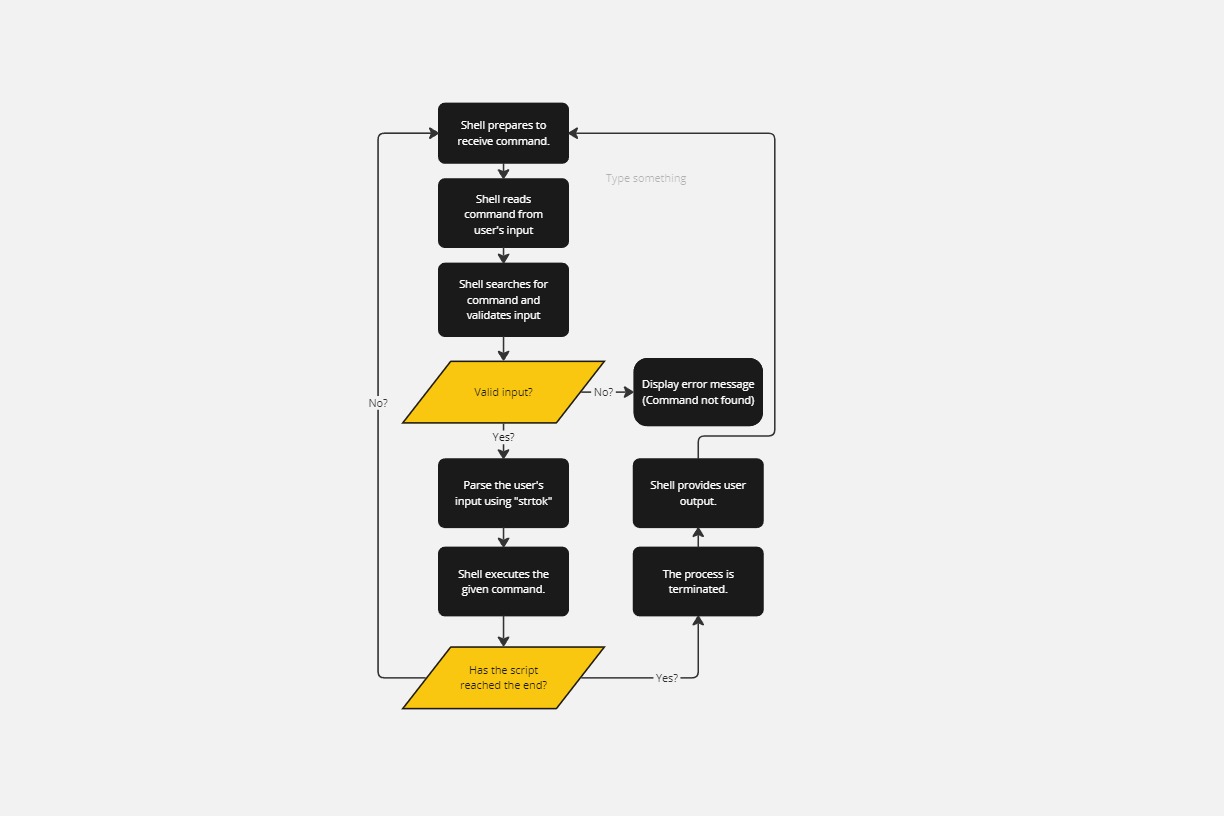 Shell prepares to
receive command.
Type something
Shell reads
command from
user's input
Shell searches for
command and
validates input
Valid input?
No?
Display error message
(Command not found)
No?
Yes?
Parse the user's
input using "strtok"
Shell provides user
output.
Shell executes the
given command.
The process is
terminated.
Has the script
reached the end?
Yes?